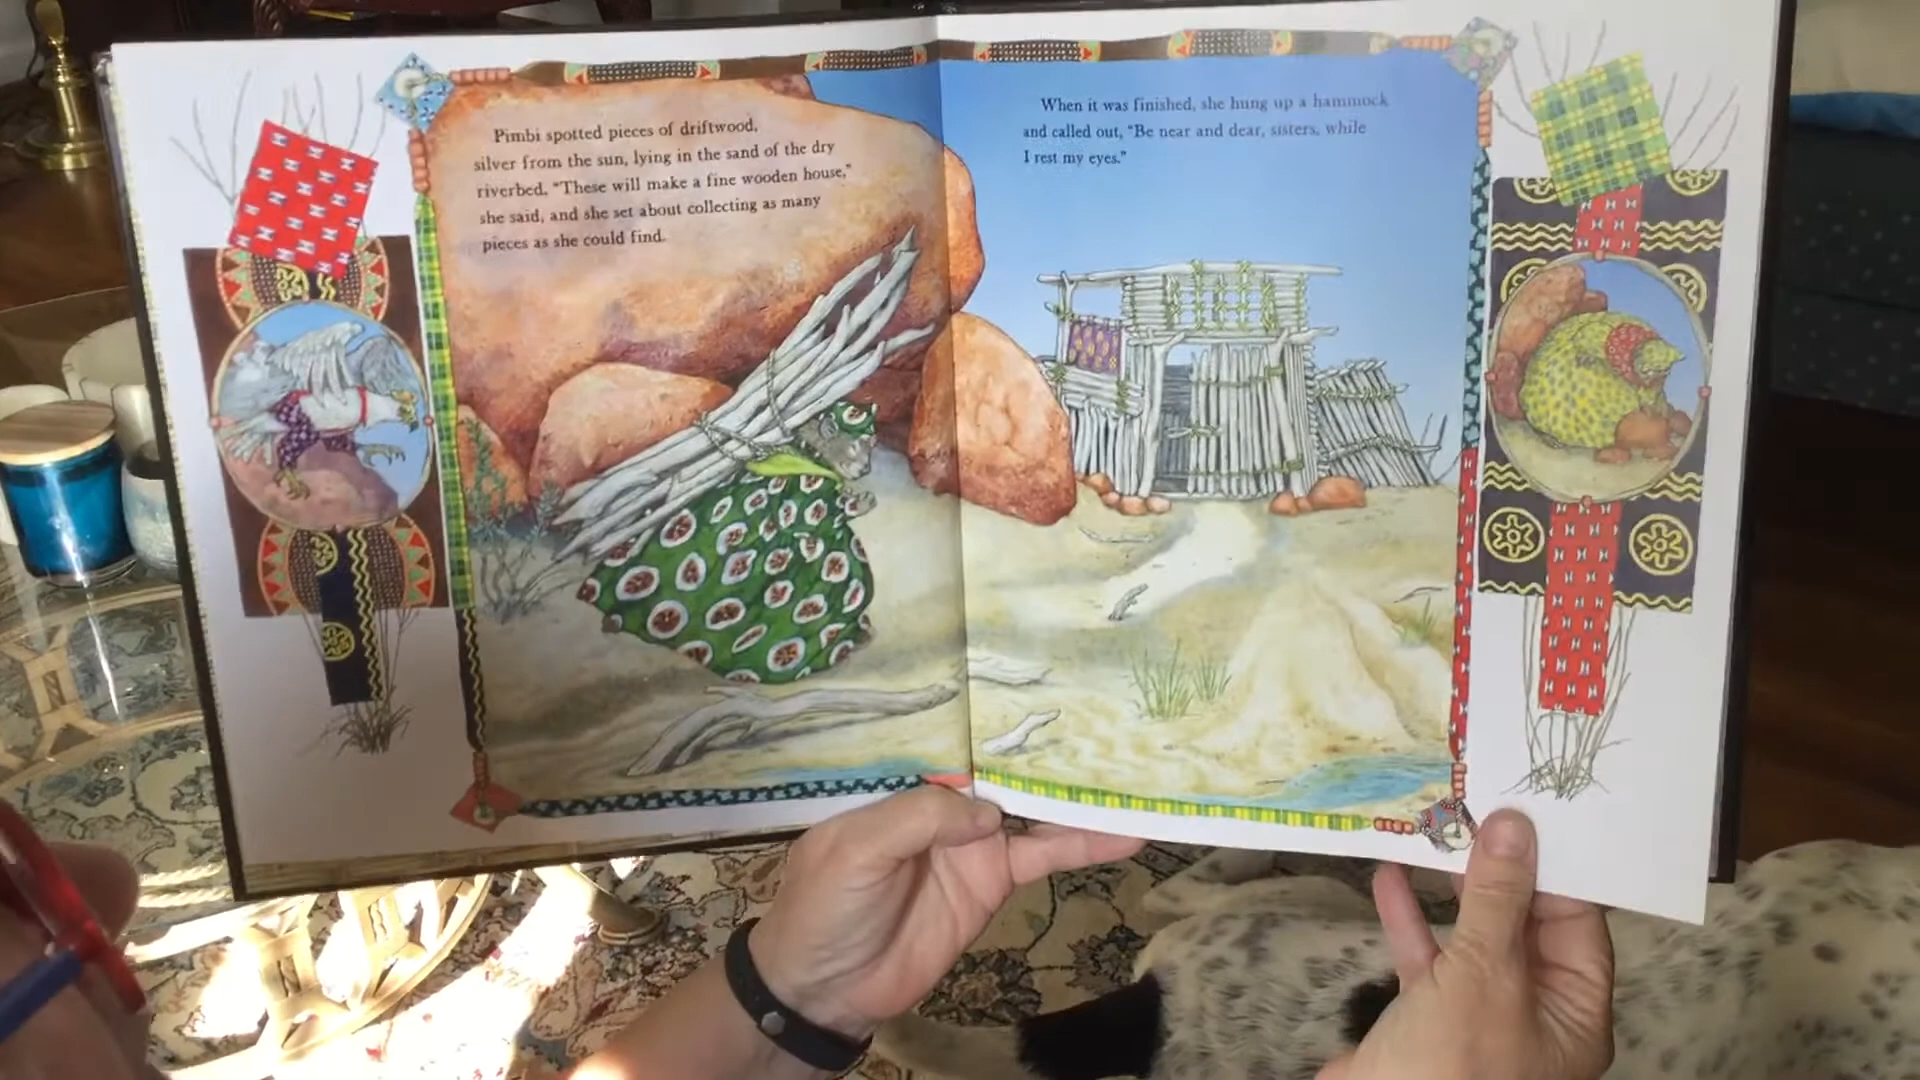 Pimbi spotted pieces of driftwood,
silver from the sun, lying in the sand of the dry
riverbed. “These will make a fine wooden house,”
she said, and she set about collecting as many
pieces as she could find.
When it was finished, she hung up a hammock
and called out, “Be near and dear, sisters, while
I rest my eyes.”